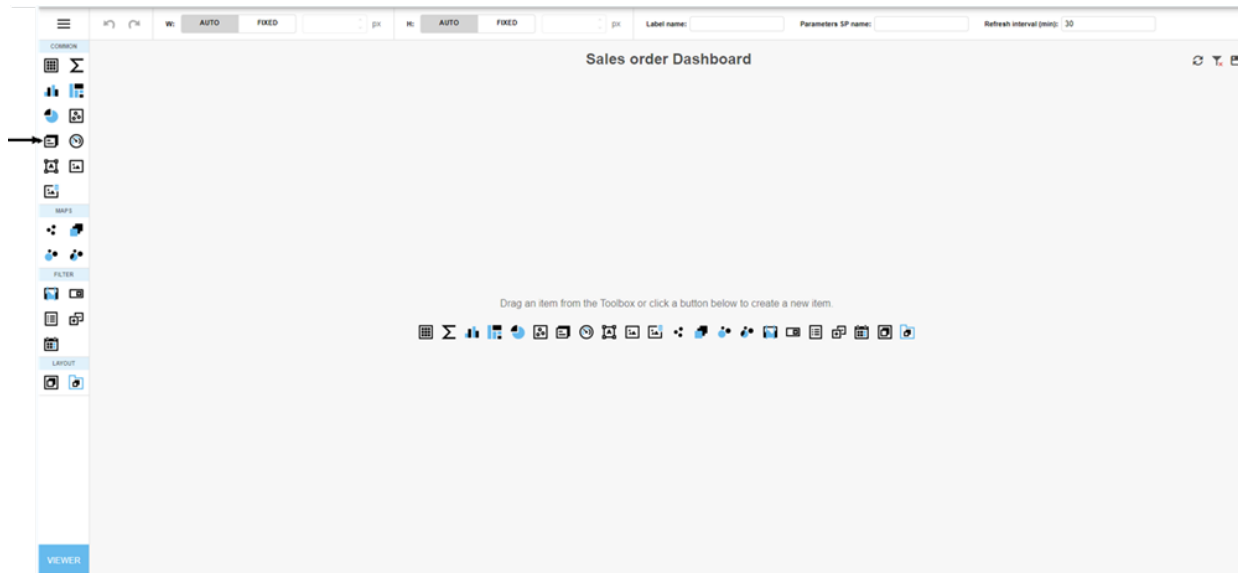 W: AUTO FIXED px H: AUTO FIXED px Label name: Parameters SP name: Refresh interval (min): 30
COMMON
Sales order Dashboard
MAPS
FILTER
Drag an item from the Toolbox or click a button below to create a new item.
LAYOUT
VIEWER